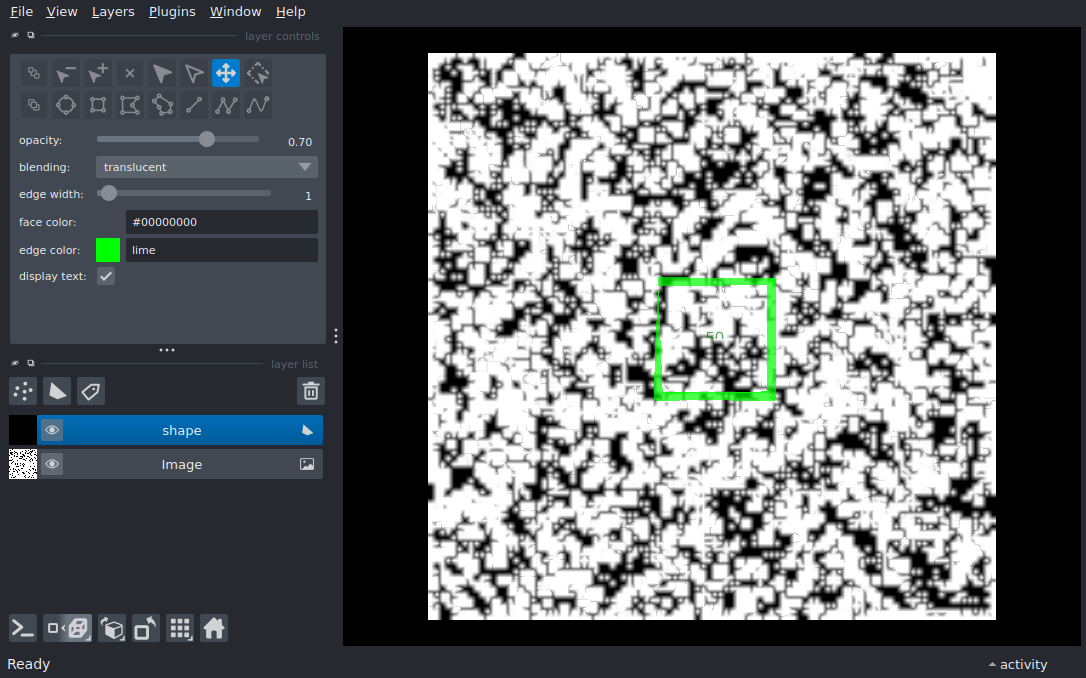 File View Layers Plugins Window Help
layer controls
opacity: 0.70
blending: translucent
edge width: 1
face color: #00000000
edge color: lime
display text:
layer list
shape
Image
50
Ready
activity